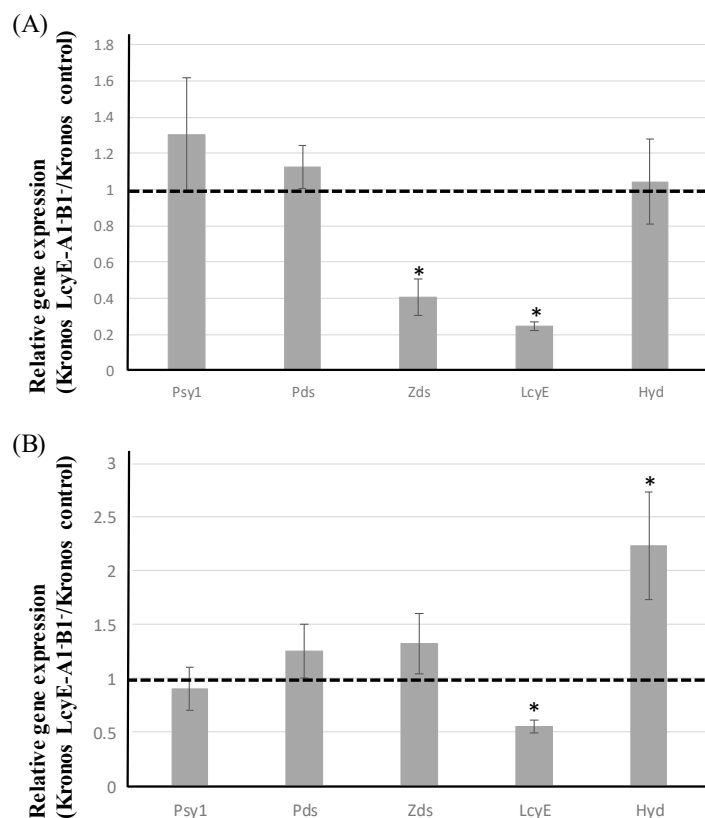 (A)
Relative gene expression
(Kronos LcyE-A1⁻B1⁻/Kronos control)
1.8
1.6
1.4
1.2
1
0.8
0.6
0.4
0.2
0
*
*
Psy1
Pds
Zds
LcyE
Hyd
(B)
Relative gene expression
(Kronos LcyE-A1⁻B1⁻/Kronos control)
3
2.5
2
1.5
1
0.5
0
*
*
Psy1
Pds
Zds
LcyE
Hyd